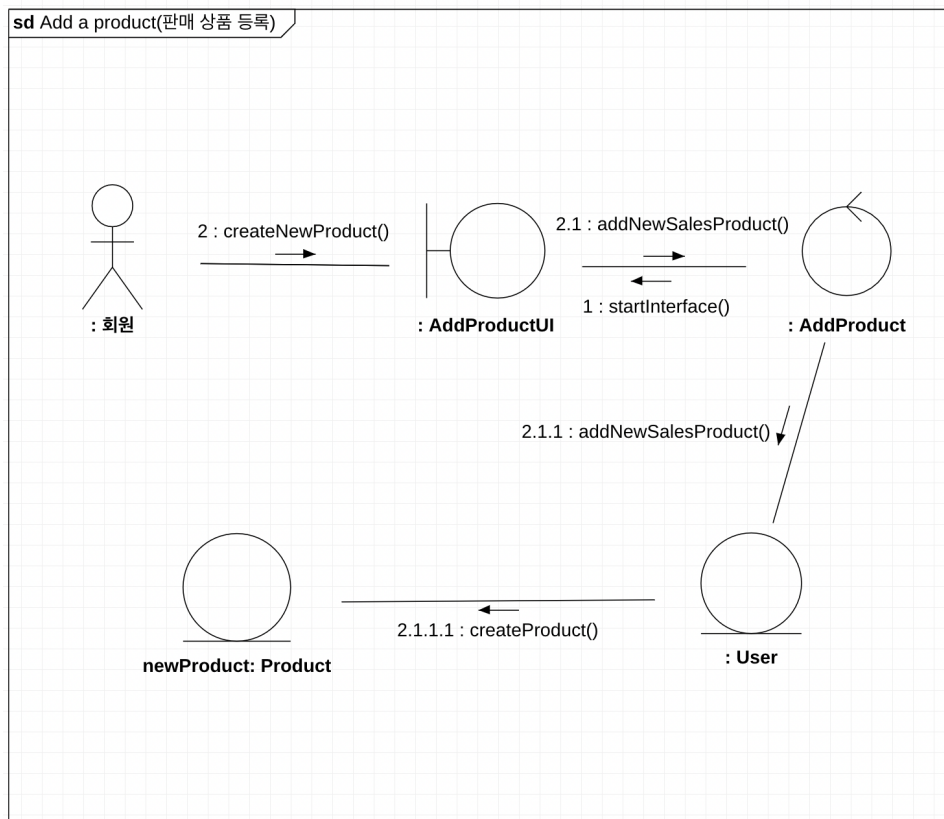 sd Add a product(판매 상품 등록)
2 : createNewProduct()
2.1 : addNewSalesProduct()
1 : startInterface()
: 회원
: AddProductUI
: AddProduct
2.1.1 : addNewSalesProduct()
2.1.1.1 : createProduct()
: User
newProduct: Product